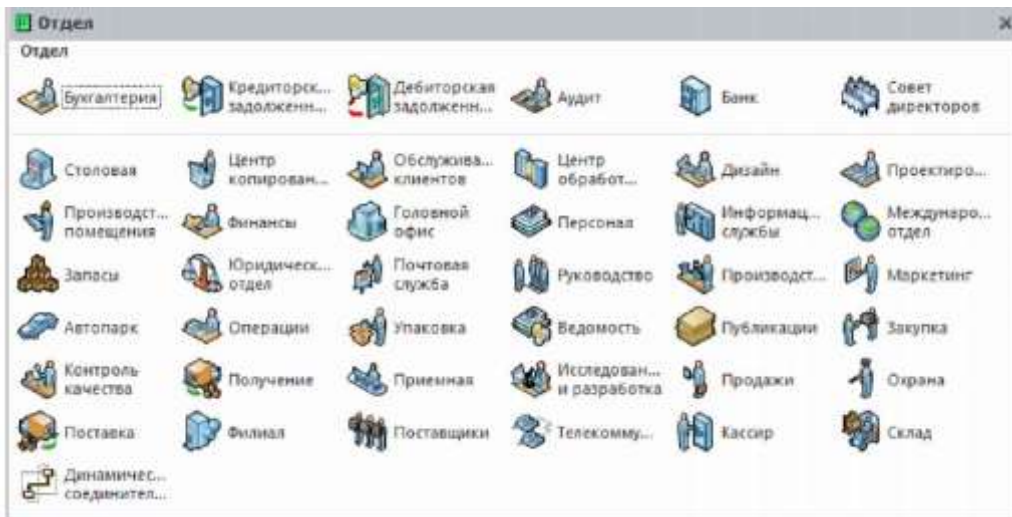 Отдел
Отдел
Бухгалтерия
Кредиторск...
задолженн...
Дебиторская
задолженн...
Аудит
Банк
Совет
директоров
Столовая
Центр
копирован...
Обслужива...
клиентов
Центр
обработ...
Дизайн
Проектиро...
Производст...
помещения
Финансы
Головной
офис
Персонал
Информац...
службы
Междунаро...
отдел
Запасы
Юридическ...
отдел
Почтовая
служба
Руководство
Производст...
Маркетинг
Автопарк
Операции
Упаковка
Ведомость
Публикации
Закупка
Контроль
качества
Получение
Приемная
Исследован...
и разработка
Продажи
Охрана
Поставка
Филиал
Поставщики
Телекомму...
Кассир
Склад
Динамичес...
соединител...